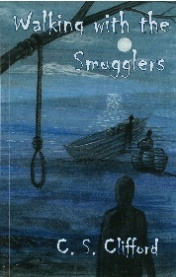 Walking with the
Smugglers
C. S. Clifford